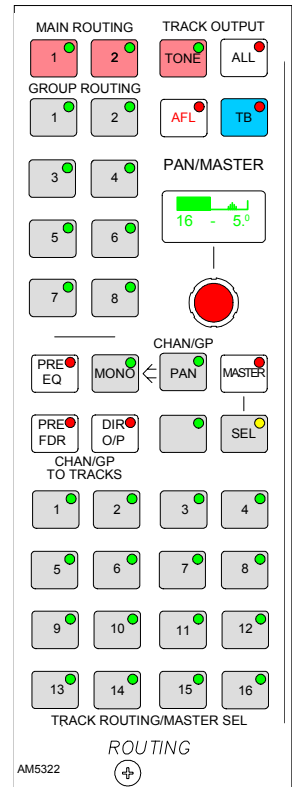 MAIN ROUTING TRACK OUTPUT
1 2 TONE ALL
GROUP ROUTING
1 2 AFL TB
PAN/MASTER
3 4
16 - 5.0
5 6
7 8
CHAN/GP
PRE EQ MONO PAN MASTER
PRE FDR DIR O/P SEL
CHAN/GP
TO TRACKS
1 2 3 4
5 6 7 8
9 10 11 12
13 14 15 16
TRACK ROUTING/MASTER SEL
ROUTING
AM5322